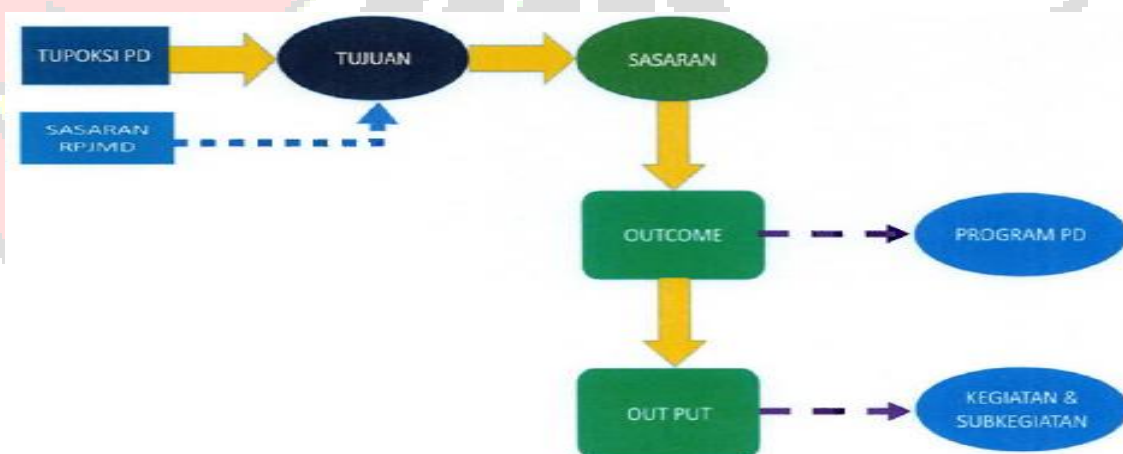 TUPOKSI PD
TUJUAN
SASARAN
SASARAN
RPJMD
OUTCOME
PROGRAM PD
OUT PUT
KEGIATAN &
SUBKEGIATAN